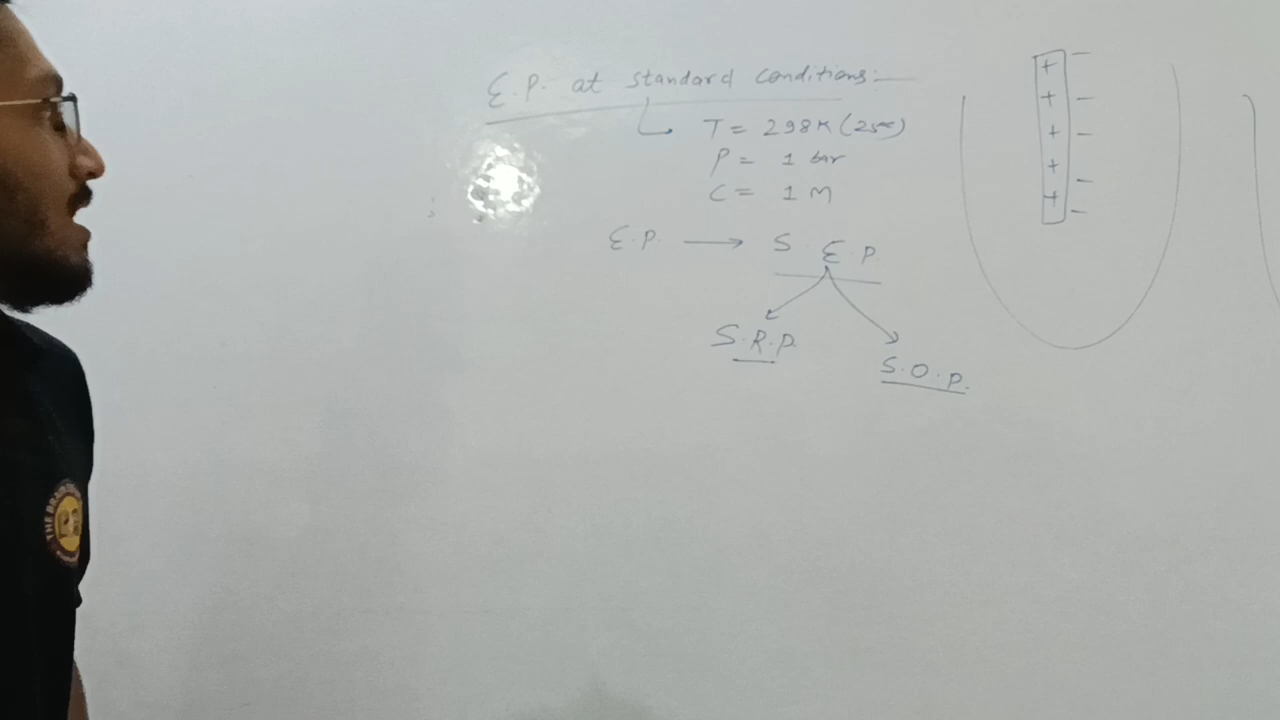 E.P. at standard conditions:—
T = 298K (25°C)
P = 1 bar
C = 1 M
E.P. → S.E.P.
S.R.P.
S.O.P.
+ −
+ −
+ −
+ −
+ −